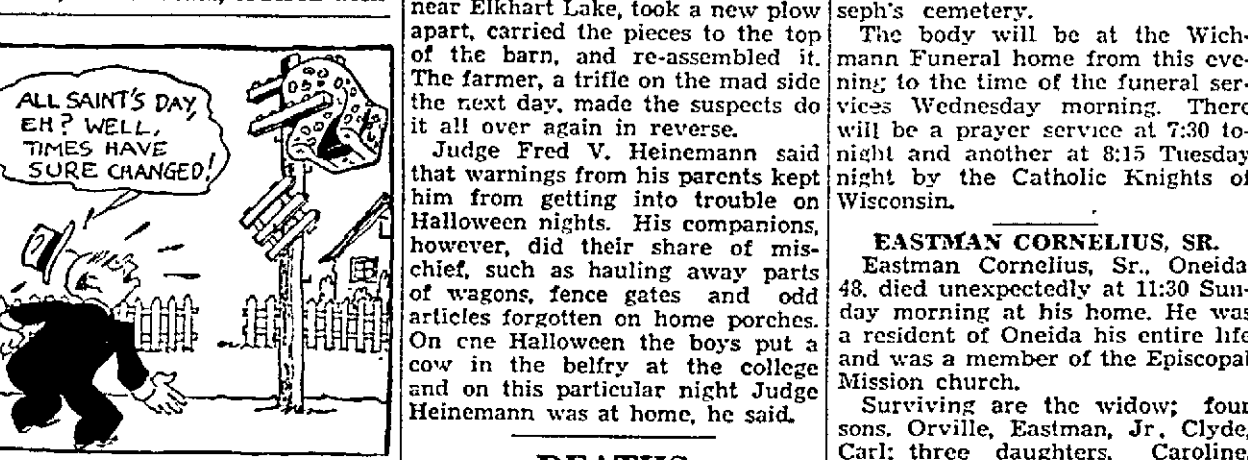 ALL SAINT'S DAY,
EH? WELL,
TIMES HAVE
SURE CHANGED!
near Elkhart Lake, took a new plow
apart, carried the pieces to the top
of the barn, and re-assembled it.
The farmer, a trifle on the mad side
the next day, made the suspects do
it all over again in reverse.
Judge Fred V. Heinemann said
that warnings from his parents kept
him from getting into trouble on
Halloween nights. His companions,
however, did their share of mis-
chief, such as hauling away parts
of wagons, fence gates and odd
articles forgotten on home porches.
On one Halloween the boys put a
cow in the belfry at the college
and on this particular night Judge
Heinemann was at home, he said.
DEATHS
seph's cemetery.
The body will be at the Wich-
mann Funeral home from this eve-
ning to the time of the funeral ser-
vices Wednesday morning. There
will be a prayer service at 7:30 to-
night and another at 8:15 Tuesday
night by the Catholic Knights of
Wisconsin.
EASTMAN CORNELIUS, SR.
Eastman Cornelius, Sr., Oneida
48, died unexpectedly at 11:30 Sun-
day morning at his home. He was
a resident of Oneida his entire life
and was a member of the Episcopal
Mission church.
Surviving are the widow; four
sons, Orville, Eastman, Jr., Clyde,
Carl; three daughters, Caroline,